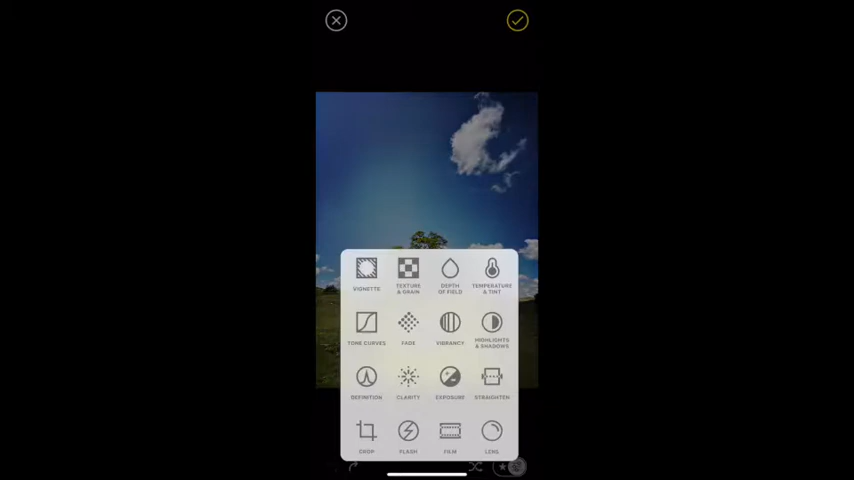 VIGNETTE
TEXTURE
& GRAIN
DEPTH
OF FIELD
TEMPERATURE
& TINT
TONE CURVES
FADE
VIBRANCY
HIGHLIGHTS
& SHADOWS
DEFINITION
CLARITY
EXPOSURE
STRAIGHTEN
CROP
FLASH
FILM
LENS